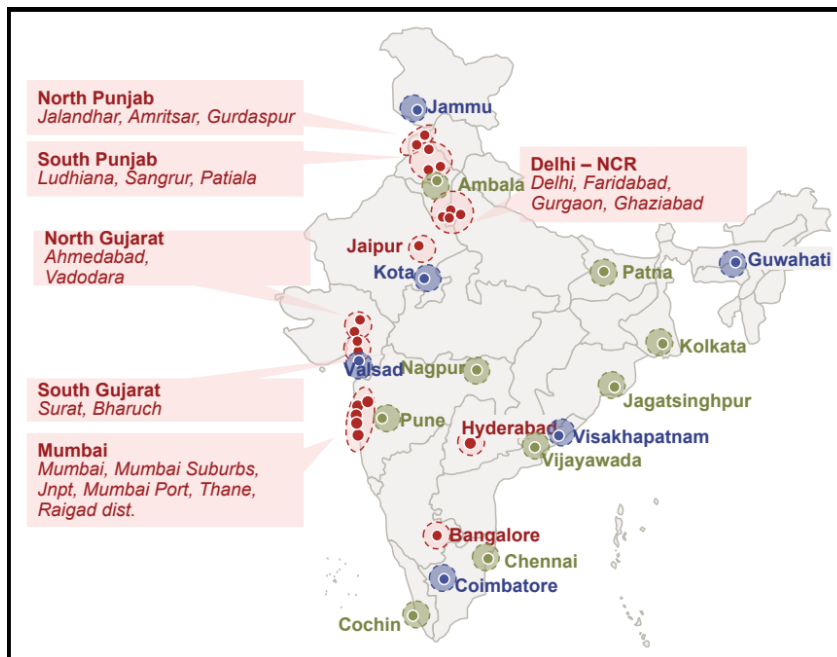 North Punjab
Jalandhar, Amritsar, Gurdaspur
Jammu
South Punjab
Ludhiana, Sangrur, Patiala
Delhi – NCR
Delhi, Faridabad,
Gurgaon, Ghaziabad
Ambala
North Gujarat
Ahmedabad,
Vadodara
Jaipur
Kota
Patna
Guwahati
Kolkata
Valsad
Nagpur
South Gujarat
Surat, Bharuch
Jagatsinghpur
Pune
Hyderabad
Visakhapatnam
Vijayawada
Mumbai
Mumbai, Mumbai Suburbs,
Jnpt, Mumbai Port, Thane,
Raigad dist.
Bangalore
Chennai
Coimbatore
Cochin